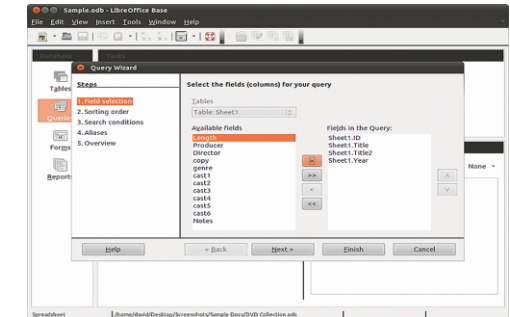 Sample.odb - LibreOffice Base
File Edit View Insert Tools Window Help
Database Tasks
Query Wizard
Tables
Queries
Forms
Reports
Steps
1. Field selection
2. Sorting order
3. Search conditions
4. Aliases
5. Overview
Select the fields (columns) for your query
Tables
Table: Sheet1
Available fields
Length
Producer
Director
copy
genre
cast1
cast2
cast3
cast4
cast5
cast6
Notes
>
>>
<
<<
Fields in the Query:
Sheet1.ID
Sheet1.Title
Sheet1.Title2
Sheet1.Year
None
Help < Back Next > Finish Cancel
Spreadsheet /home/david/Desktop/Screenshots/Sample Docs/DVD Collection.ods